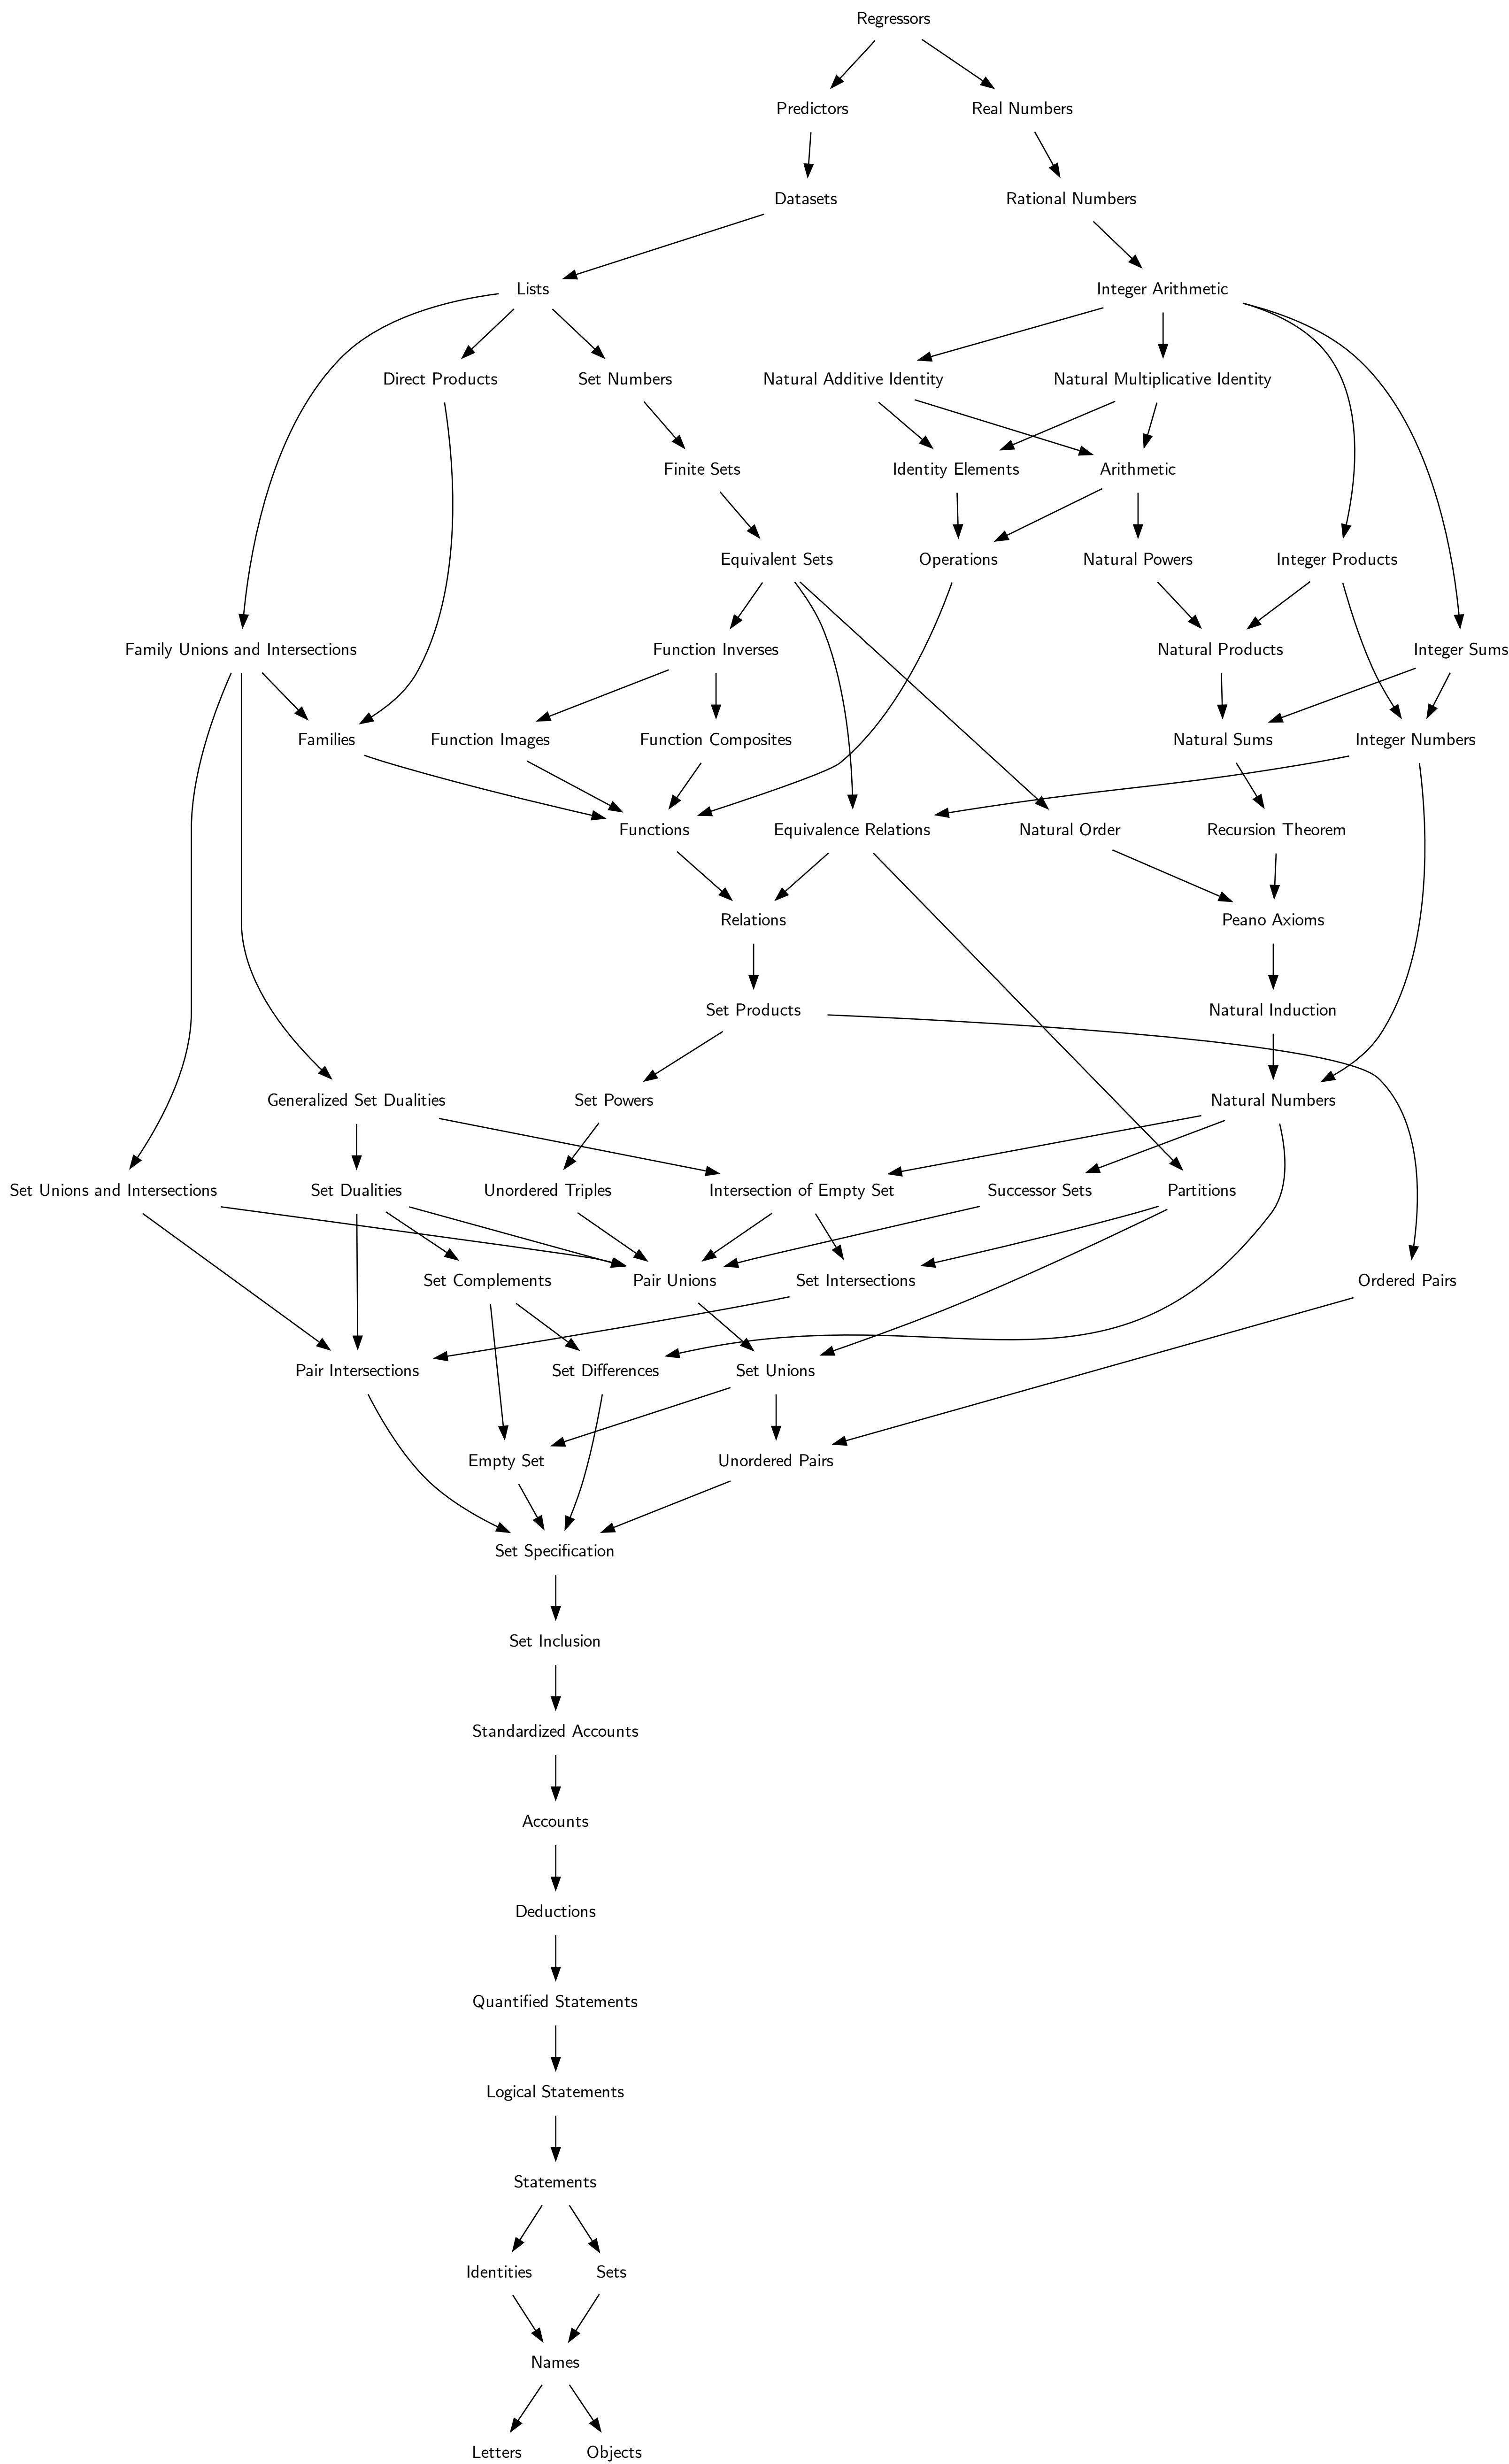 Regressors
Predictors
Real Numbers
Datasets
Rational Numbers
Lists
Integer Arithmetic
Direct Products
Set Numbers
Natural Additive Identity
Natural Multiplicative Identity
Finite Sets
Identity Elements
Arithmetic
Equivalent Sets
Operations
Natural Powers
Integer Products
Family Unions and Intersections
Function Inverses
Natural Products
Integer Sums
Families
Function Images
Function Composites
Natural Sums
Integer Numbers
Functions
Equivalence Relations
Natural Order
Recursion Theorem
Relations
Peano Axioms
Set Products
Natural Induction
Generalized Set Dualities
Set Powers
Natural Numbers
Set Unions and Intersections
Set Dualities
Unordered Triples
Intersection of Empty Set
Successor Sets
Partitions
Set Complements
Pair Unions
Set Intersections
Ordered Pairs
Pair Intersections
Set Differences
Set Unions
Empty Set
Unordered Pairs
Set Specification
Set Inclusion
Standardized Accounts
Accounts
Deductions
Quantified Statements
Logical Statements
Statements
Identities
Sets
Names
Letters
Objects